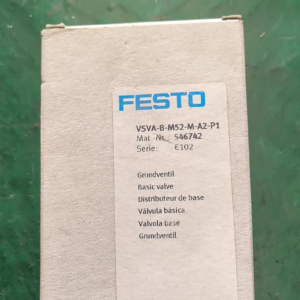 FESTO
VSVA-B-M52-M-A2-P1
Mat.-Nr.: 546742
Serie: E102
Grundventil
Basic valve
Distributeur de base
Válvula básica
Valvola base
Grundventil